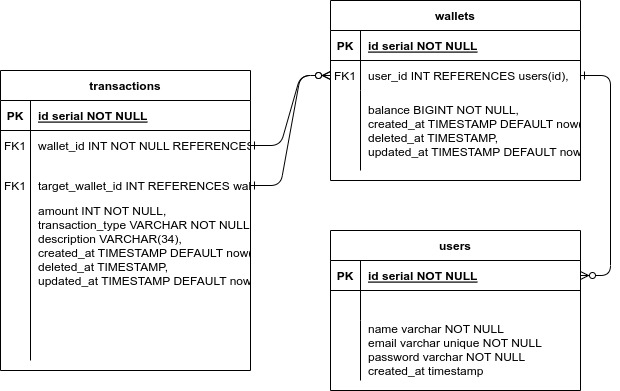 wallets
PK
id serial NOT NULL
FK1
user_id INT REFERENCES users(id),
balance BIGINT NOT NULL,
created_at TIMESTAMP DEFAULT now(
deleted_at TIMESTAMP,
updated_at TIMESTAMP DEFAULT now
transactions
PK
id serial NOT NULL
FK1
wallet_id INT NOT NULL REFERENCES
FK1
target_wallet_id INT REFERENCES wal
amount INT NOT NULL,
transaction_type VARCHAR NOT NULL
description VARCHAR(34),
created_at TIMESTAMP DEFAULT now(
deleted_at TIMESTAMP,
updated_at TIMESTAMP DEFAULT now
users
PK
id serial NOT NULL
name varchar NOT NULL
email varchar unique NOT NULL
password varchar NOT NULL
created_at timestamp